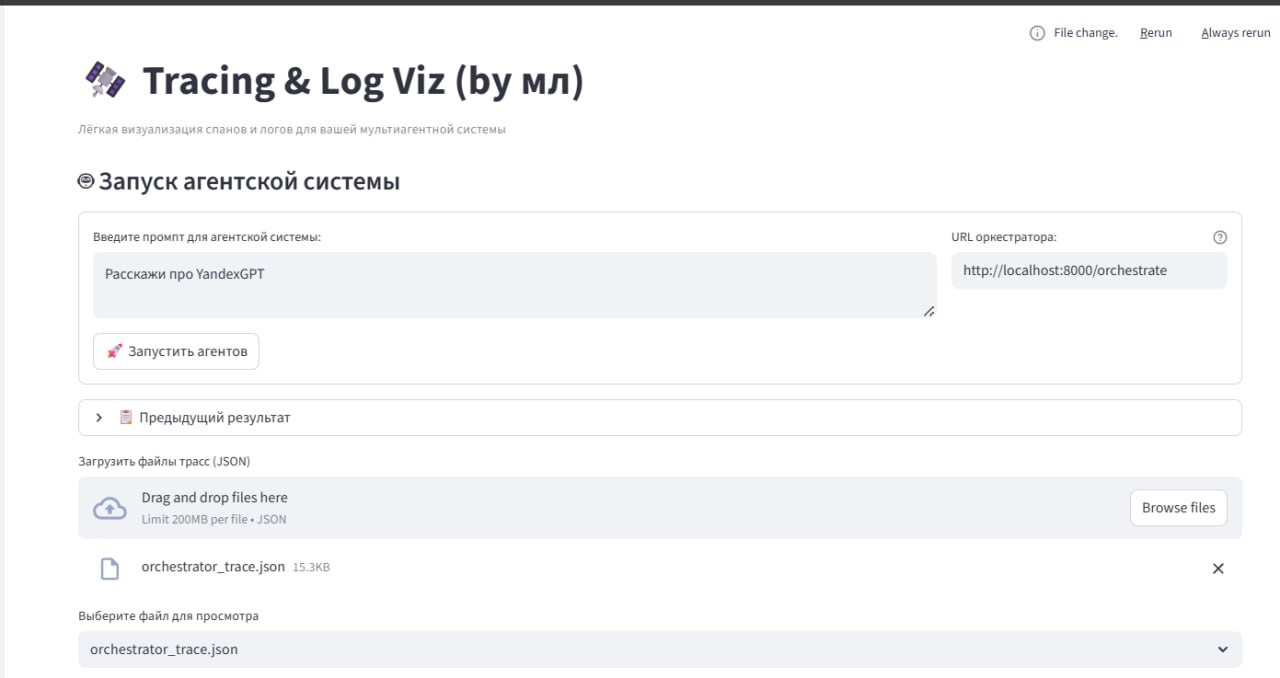 File change. Rerun Always rerun
Tracing & Log Viz (by мл)
Лёгкая визуализация спанов и логов для вашей мультиагентной системы
Запуск агентской системы
Введите промпт для агентской системы:
URL оркестратора:
Расскажи про YandexGPT
http://localhost:8000/orchestrate
Запустить агентов
Предыдущий результат
Загрузить файлы трасс (JSON)
Drag and drop files here
Limit 200MB per file • JSON
Browse files
orchestrator_trace.json 15.3KB
Выберите файл для просмотра
orchestrator_trace.json